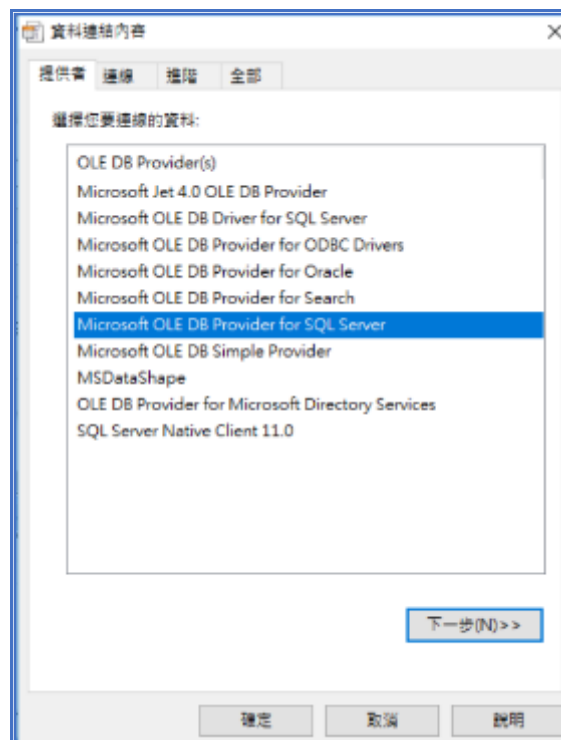 資料連結內容
提供者 連線 進階 全部
選擇您要連線的資料:
OLE DB Provider(s)
Microsoft Jet 4.0 OLE DB Provider
Microsoft OLE DB Driver for SQL Server
Microsoft OLE DB Provider for ODBC Drivers
Microsoft OLE DB Provider for Oracle
Microsoft OLE DB Provider for Search
Microsoft OLE DB Provider for SQL Server
Microsoft OLE DB Simple Provider
MSDataShape
OLE DB Provider for Microsoft Directory Services
SQL Server Native Client 11.0
下一步(N)>>
確定 取消 說明